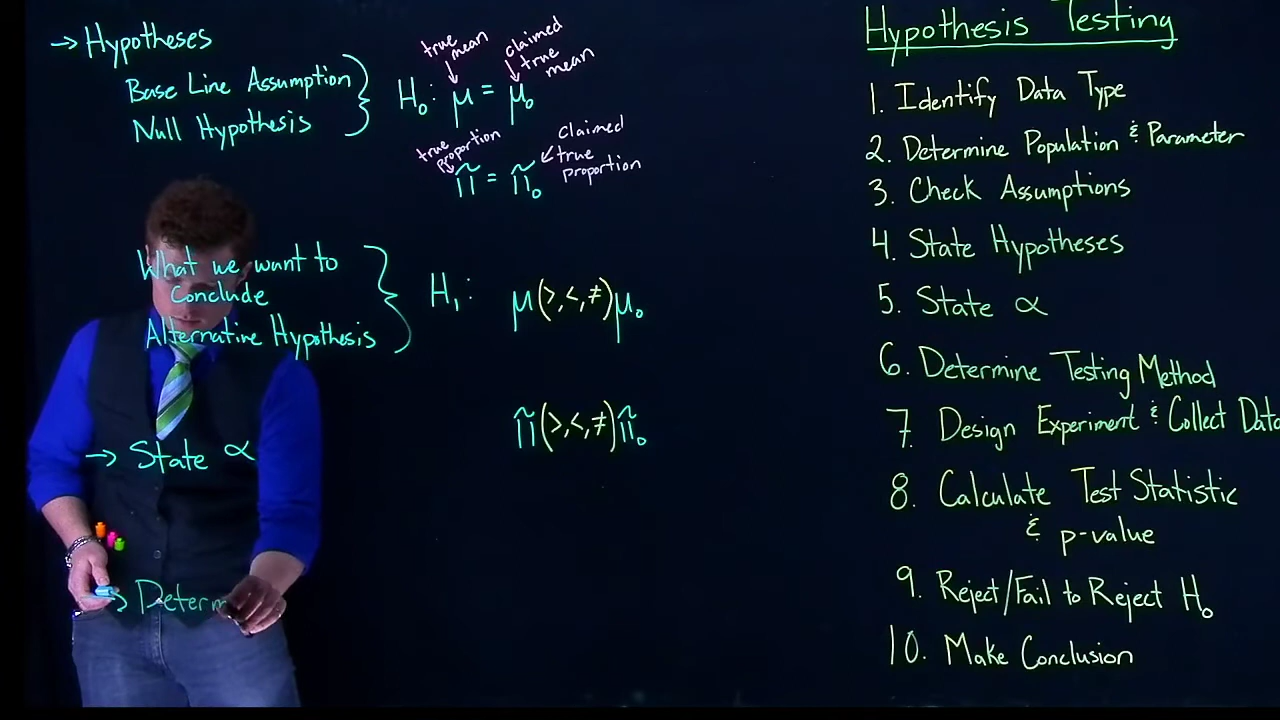 → Hypotheses
Base Line Assumption
Null Hypothesis
true mean
claimed true mean
H₀: μ = μ₀
true proportion
claimed true proportion
π̃ = π̃₀
What we want to
Conclude
Alternative Hypothesis
H₁:
μ(>,<,≠)μ₀
π̃(>,<,≠)π̃₀
→ State α
→ Determ
Hypothesis Testing
1. Identify Data Type
2. Determine Population & Parameter
3. Check Assumptions
4. State Hypotheses
5. State α
6. Determine Testing Method
7. Design Experiment & Collect Data
8. Calculate Test Statistic
& p-value
9. Reject/Fail to Reject H₀
10. Make Conclusion